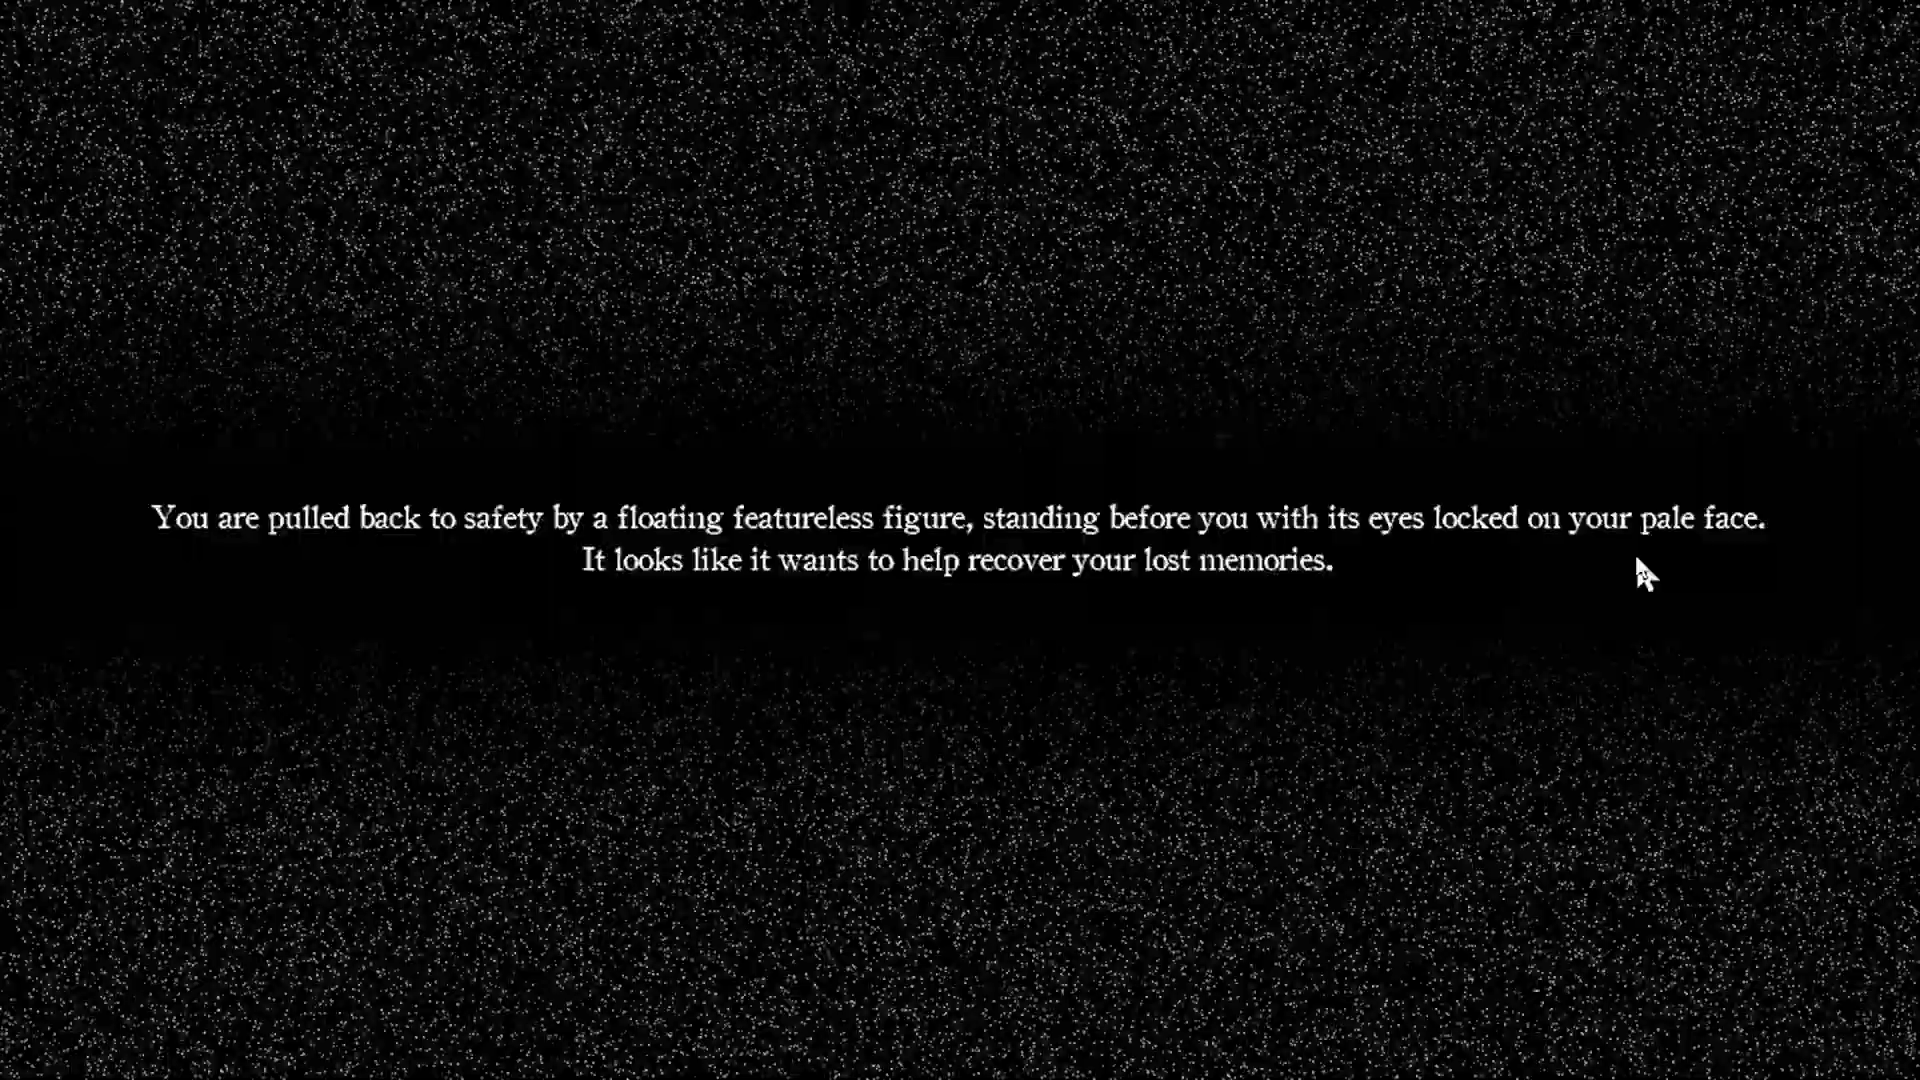 You are pulled back to safety by a floating featureless figure, standing before you with its eyes locked on your pale face.
It looks like it wants to help recover your lost memories.